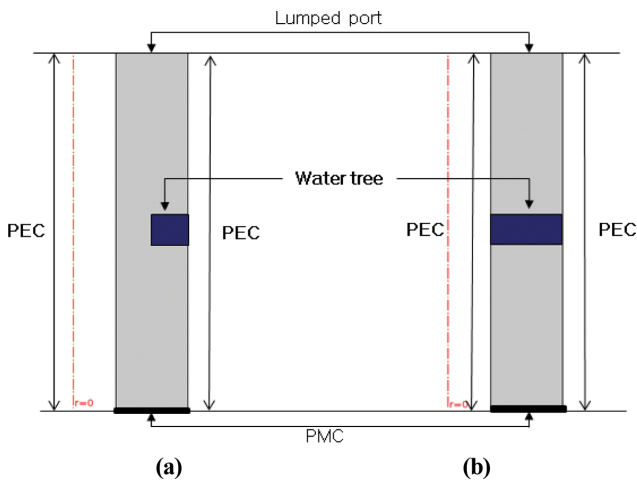 Lumped port
Water tree
PEC
PEC
PEC
PEC
r=0
r=0
PMC
(a)
(b)